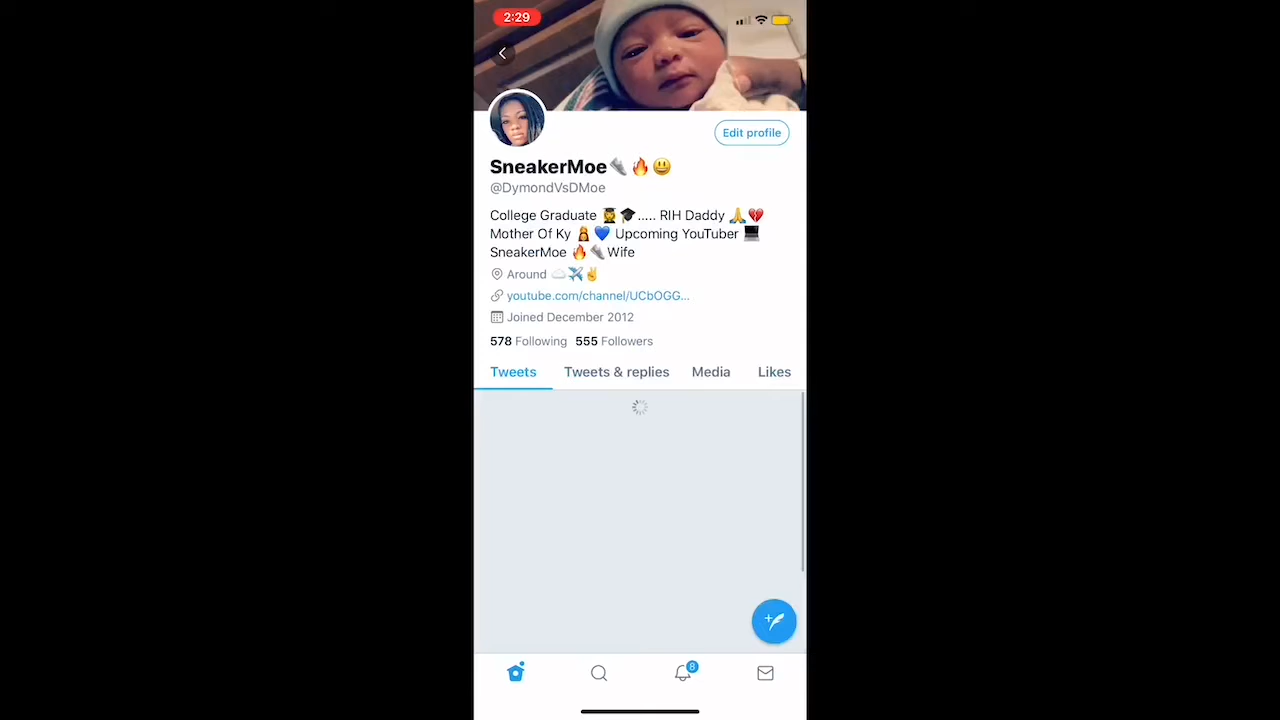 2:29
Edit profile
SneakerMoe👟🔥😃
@DymondVsDMoe
College Graduate 👩‍🎓🎓..... RIH Daddy 🙏💔
Mother Of Ky 👸💙 Upcoming YouTuber 💻
SneakerMoe 🔥👟Wife
Around ☁️✈️✌️
youtube.com/channel/UCbOGG...
Joined December 2012
578 Following 555 Followers
Tweets Tweets & replies Media Likes
8